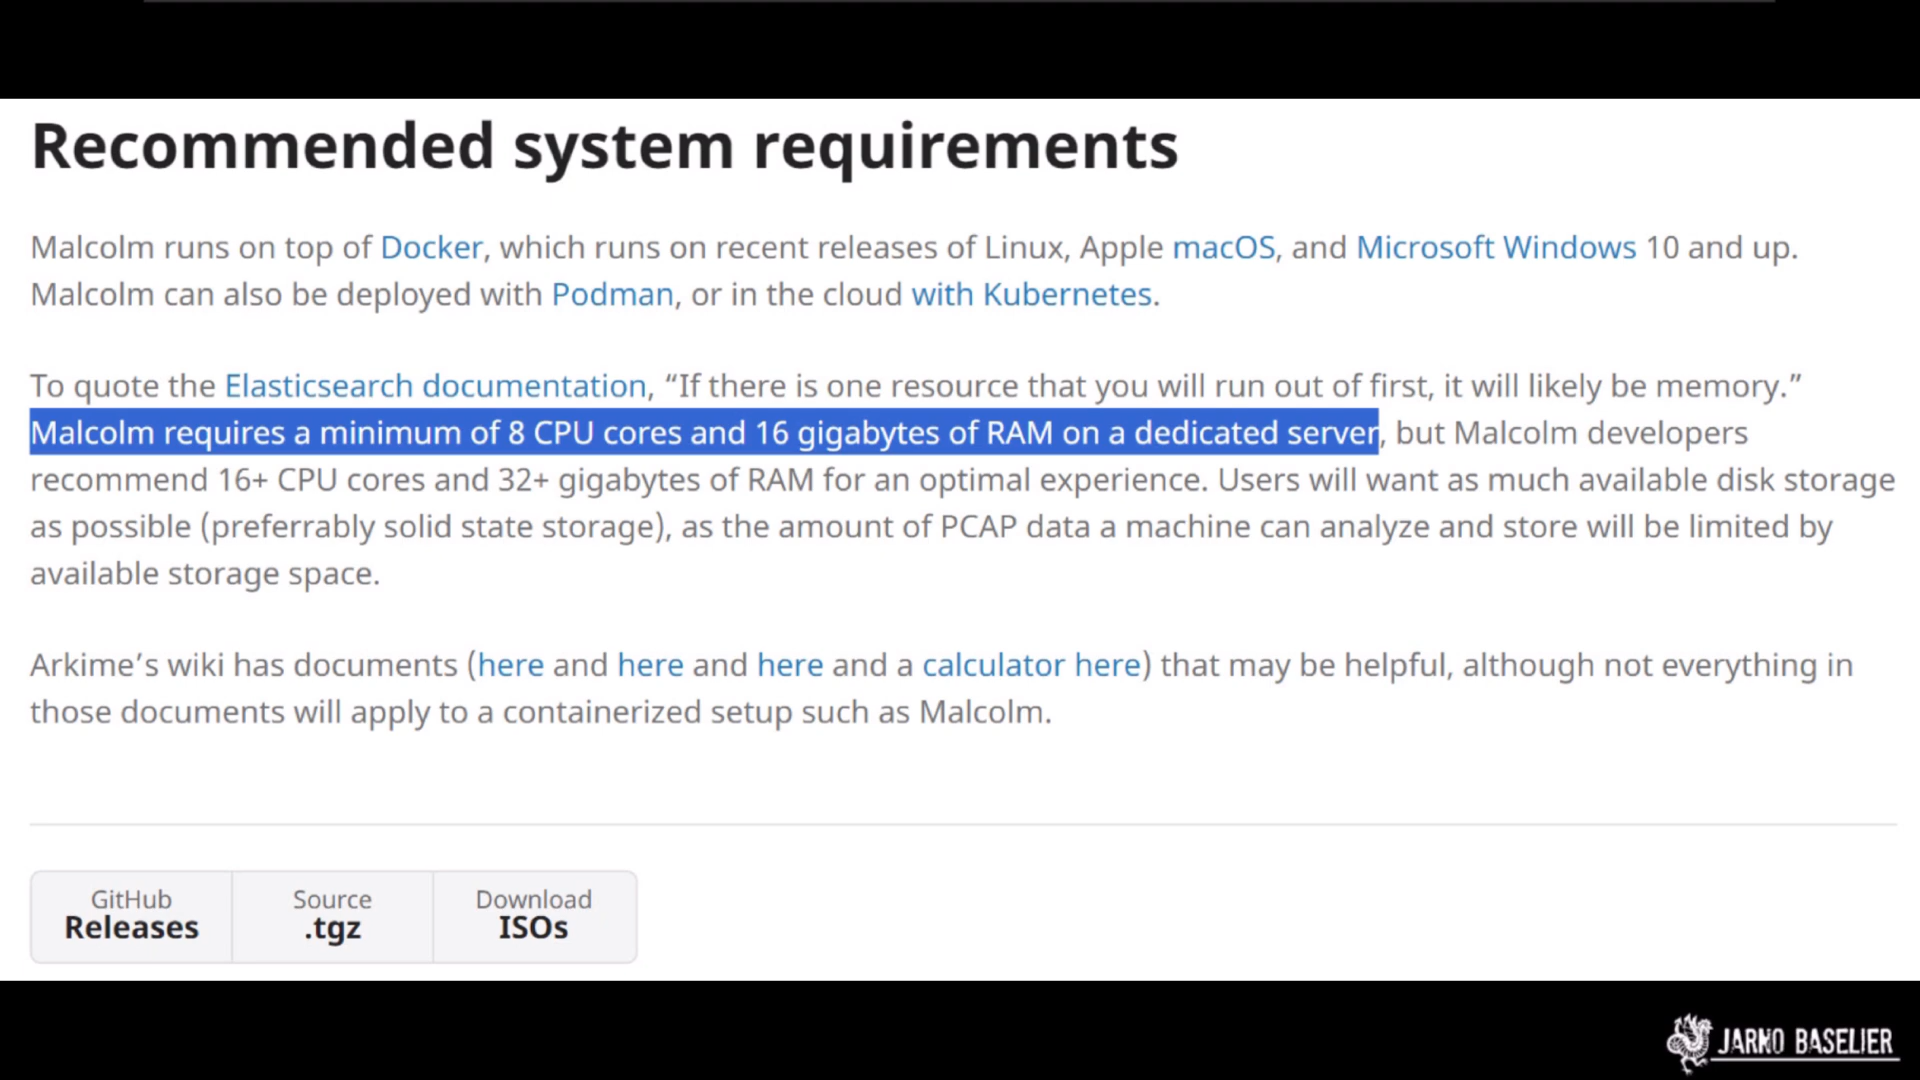 Recommended system requirements
Malcolm runs on top of Docker, which runs on recent releases of Linux, Apple macOS, and Microsoft Windows 10 and up.
Malcolm can also be deployed with Podman, or in the cloud with Kubernetes.
To quote the Elasticsearch documentation, “If there is one resource that you will run out of first, it will likely be memory.”
Malcolm requires a minimum of 8 CPU cores and 16 gigabytes of RAM on a dedicated server, but Malcolm developers
recommend 16+ CPU cores and 32+ gigabytes of RAM for an optimal experience. Users will want as much available disk storage
as possible (preferrably solid state storage), as the amount of PCAP data a machine can analyze and store will be limited by
available storage space.
Arkime’s wiki has documents (here and here and here and a calculator here) that may be helpful, although not everything in
those documents will apply to a containerized setup such as Malcolm.
GitHub
Releases
Source
.tgz
Download
ISOs
JARNO BASELIER